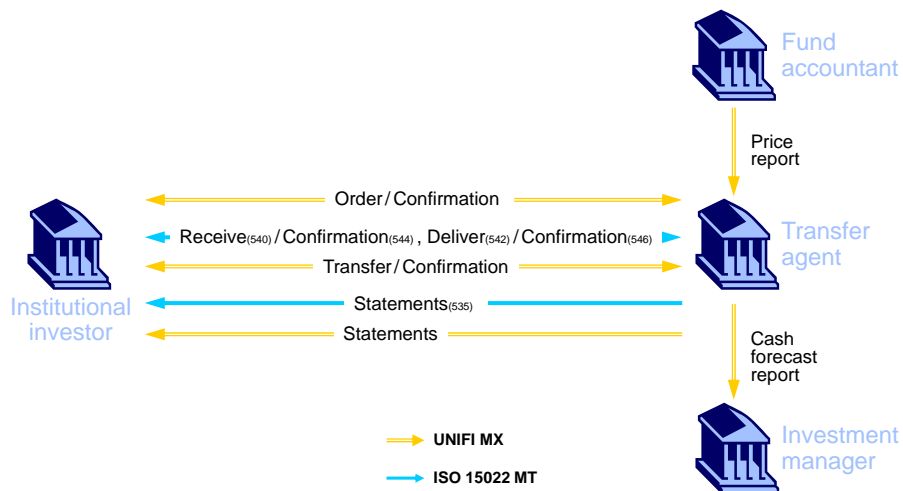 Fund
accountant
Price
report
Order/Confirmation
Receive(540)/Confirmation(544) , Deliver(542)/Confirmation(546)
Transfer/Confirmation
Transfer
agent
Institutional
investor
Statements(535)
Statements
Cash
forecast
report
UNIFI MX
ISO 15022 MT
Investment
manager